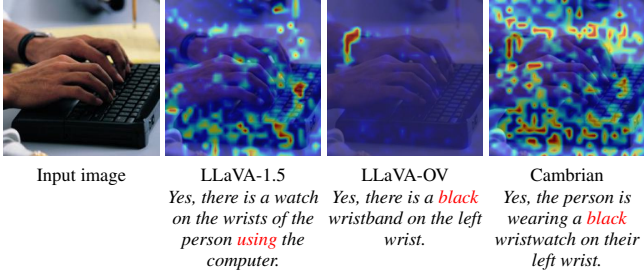 Input image
LLaVA-1.5
Yes, there is a watch
on the wrists of the
person using the
computer.
LLaVA-OV
Yes, there is a black
wristband on the left
wrist.
Cambrian
Yes, the person is
wearing a black
wristwatch on their
left wrist.